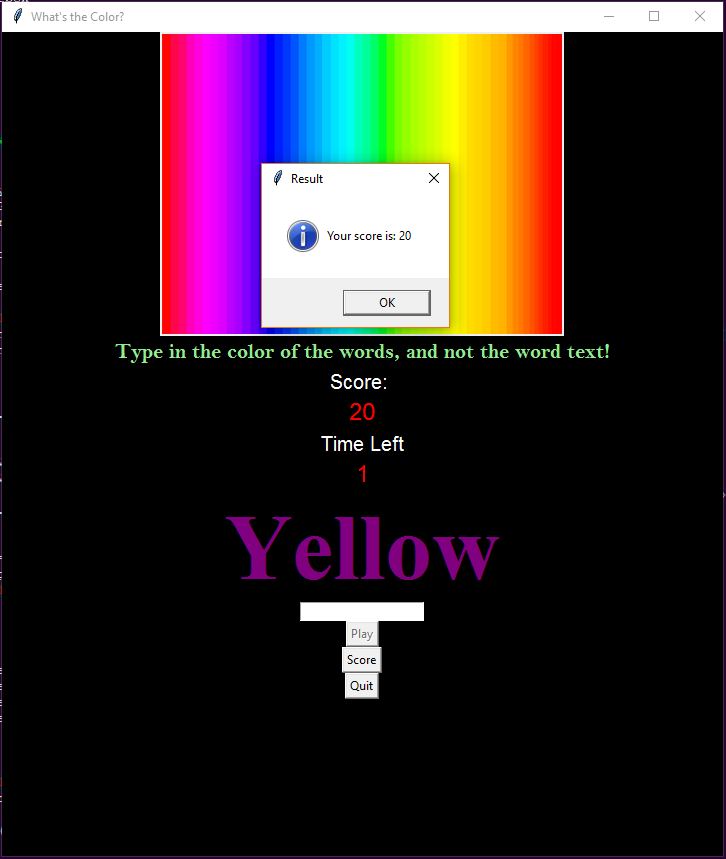 What's the Color?
Result
Your score is: 20
OK
Type in the color of the words, and not the word text!
Score:
20
Time Left
1
Yellow
Play
Score
Quit